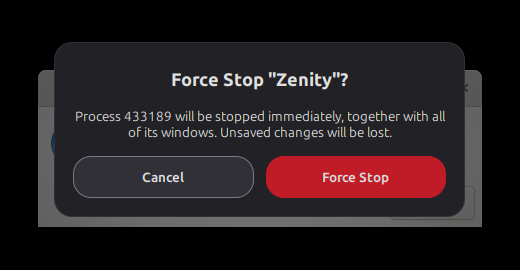 Force Stop "Zenity"?
Process 433189 will be stopped immediately, together with all
of its windows. Unsaved changes will be lost.
Cancel
Force Stop